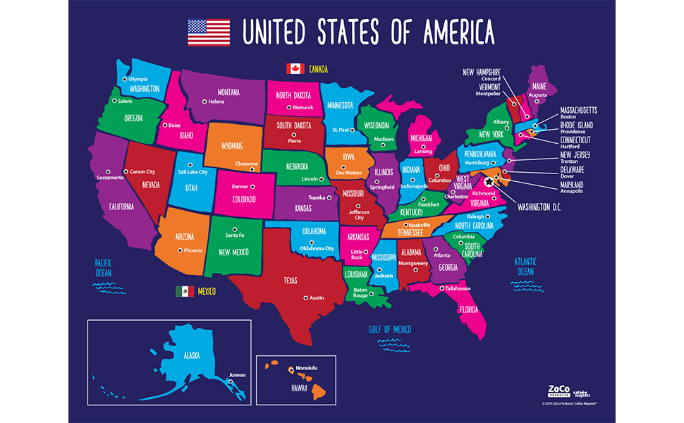 UNITED STATES OF AMERICA
CANADA
Olympia
WASHINGTON
Salem
OREGON
Boise
IDAHO
MONTANA
Helena
NORTH DAKOTA
Bismarck
SOUTH DAKOTA
Pierre
MINNESOTA
St. Paul
WISCONSIN
Madison
MICHIGAN
Lansing
WYOMING
Cheyenne
NEBRASKA
Lincoln
IOWA
Des Moines
ILLINOIS
Springfield
INDIANA
Indianapolis
OHIO
Columbus
PENNSYLVANIA
Harrisburg
NEW YORK
Albany
NEW HAMPSHIRE
Concord
VERMONT
Montpelier
MAINE
Augusta
MASSACHUSETTS
Boston
RHODE ISLAND
Providence
CONNECTICUT
Hartford
NEW JERSEY
Trenton
DELAWARE
Dover
MARYLAND
Annapolis
WASHINGTON D.C.
Sacramento
CALIFORNIA
Carson City
NEVADA
Salt Lake City
UTAH
Denver
COLORADO
Topeka
KANSAS
MISSOURI
Jefferson
City
KENTUCKY
Frankfort
WEST
VIRGINIA
Charleston
Richmond
VIRGINIA
ARIZONA
Phoenix
Santa Fe
NEW MEXICO
OKLAHOMA
Oklahoma City
ARKANSAS
Little
Rock
Nashville
TENNESSEE
Raleigh
NORTH CAROLINA
Columbia
SOUTH
CAROLINA
TEXAS
Austin
LOUISIANA
Baton
Rouge
MISSISSIPPI
Jackson
ALABAMA
Montgomery
Atlanta
GEORGIA
Tallahassee
FLORIDA
PACIFIC
OCEAN
MEXICO
ATLANTIC
OCEAN
GULF OF MEXICO
ALASKA
Juneau
Honolulu
HAWAII
ZoCo
PRODUCTS
safety
magnets